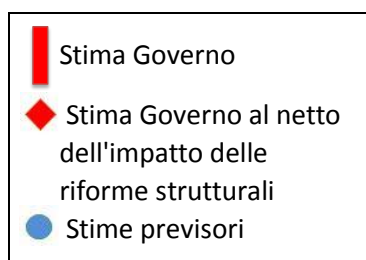 Stima Governo
Stima Governo al netto
dell'impatto delle
riforme strutturali
Stime previsori